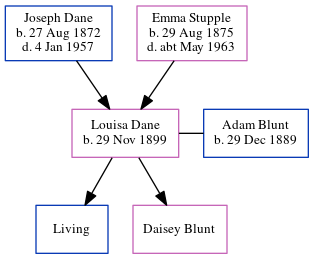 Joseph Dane
b. 27 Aug 1872
d. 4 Jan 1957
Emma Stupple
b. 29 Aug 1875
d. abt May 1963
Louisa Dane
b. 29 Nov 1899
Adam Blunt
b. 29 Dec 1889
Living
Daisey Blunt